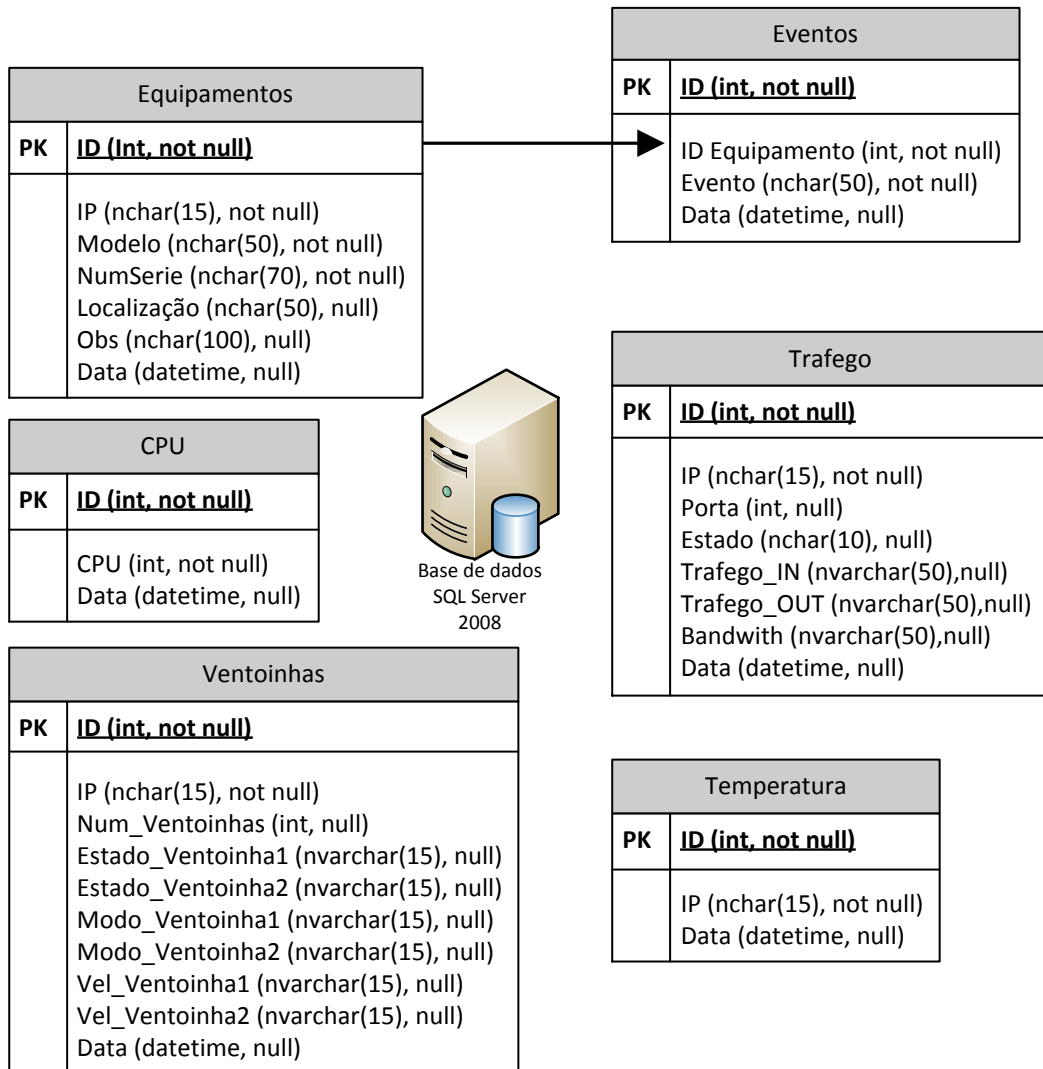 Equipamentos
PK ID (Int, not null)
IP (nchar(15), not null)
Modelo (nchar(50), not null)
NumSerie (nchar(70), not null)
Localização (nchar(50), null)
Obs (nchar(100), null)
Data (datetime, null)
Eventos
PK ID (int, not null)
ID Equipamento (int, not null)
Evento (nchar(50), not null)
Data (datetime, null)
CPU
PK ID (int, not null)
CPU (int, not null)
Data (datetime, null)
Base de dados
SQL Server
2008
Trafego
PK ID (int, not null)
IP (nchar(15), not null)
Porta (int, null)
Estado (nchar(10), null)
Trafego_IN (nvarchar(50),null)
Trafego_OUT (nvarchar(50),null)
Bandwith (nvarchar(50),null)
Data (datetime, null)
Ventoinhas
PK ID (int, not null)
IP (nchar(15), not null)
Num_Ventoinhas (int, null)
Estado_Ventoinha1 (nvarchar(15), null)
Estado_Ventoinha2 (nvarchar(15), null)
Modo_Ventoinha1 (nvarchar(15), null)
Modo_Ventoinha2 (nvarchar(15), null)
Vel_Ventoinha1 (nvarchar(15), null)
Vel_Ventoinha2 (nvarchar(15), null)
Data (datetime, null)
Temperatura
PK ID (int, not null)
IP (nchar(15), not null)
Data (datetime, null)